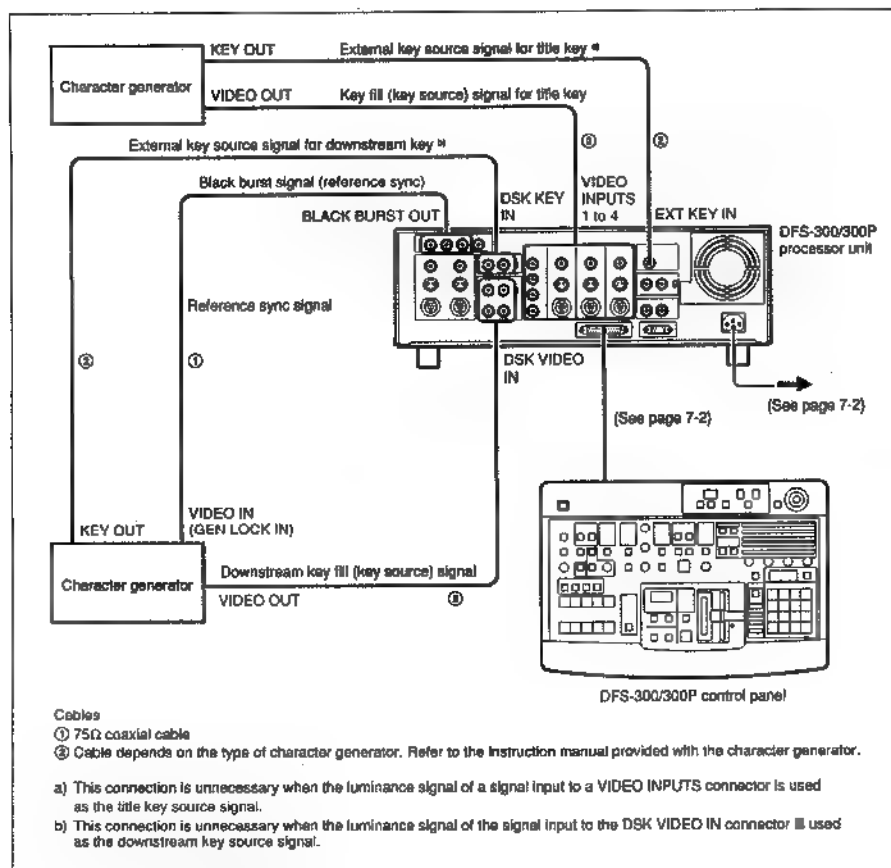 KEY OUT
External key source signal for title key a)
Character generator
VIDEO OUT
Key fill (key source) signal for title key
External key source signal for downstream key b)
②
②
Black burst signal (reference sync)
BLACK BURST OUT
DSK KEY
IN
VIDEO
INPUTS
1 to 4
EXT KEY IN
DFS-300/300P
processor unit
Reference sync signal
②
①
DSK VIDEO
IN
(See page 7-2)
(See page 7-2)
KEY OUT
VIDEO IN
(GEN LOCK IN)
Character generator
Downstream key fill (key source) signal
VIDEO OUT
②
DFS-300/300P control panel
Cables
① 75Ω coaxial cable
② Cable depends on the type of character generator. Refer to the instruction manual provided with the character generator.
a) This connection is unnecessary when the luminance signal of a signal input to a VIDEO INPUTS connector is used
as the title key source signal.
b) This connection is unnecessary when the luminance signal of the signal input to the DSK VIDEO IN connector is used
as the downstream key source signal.